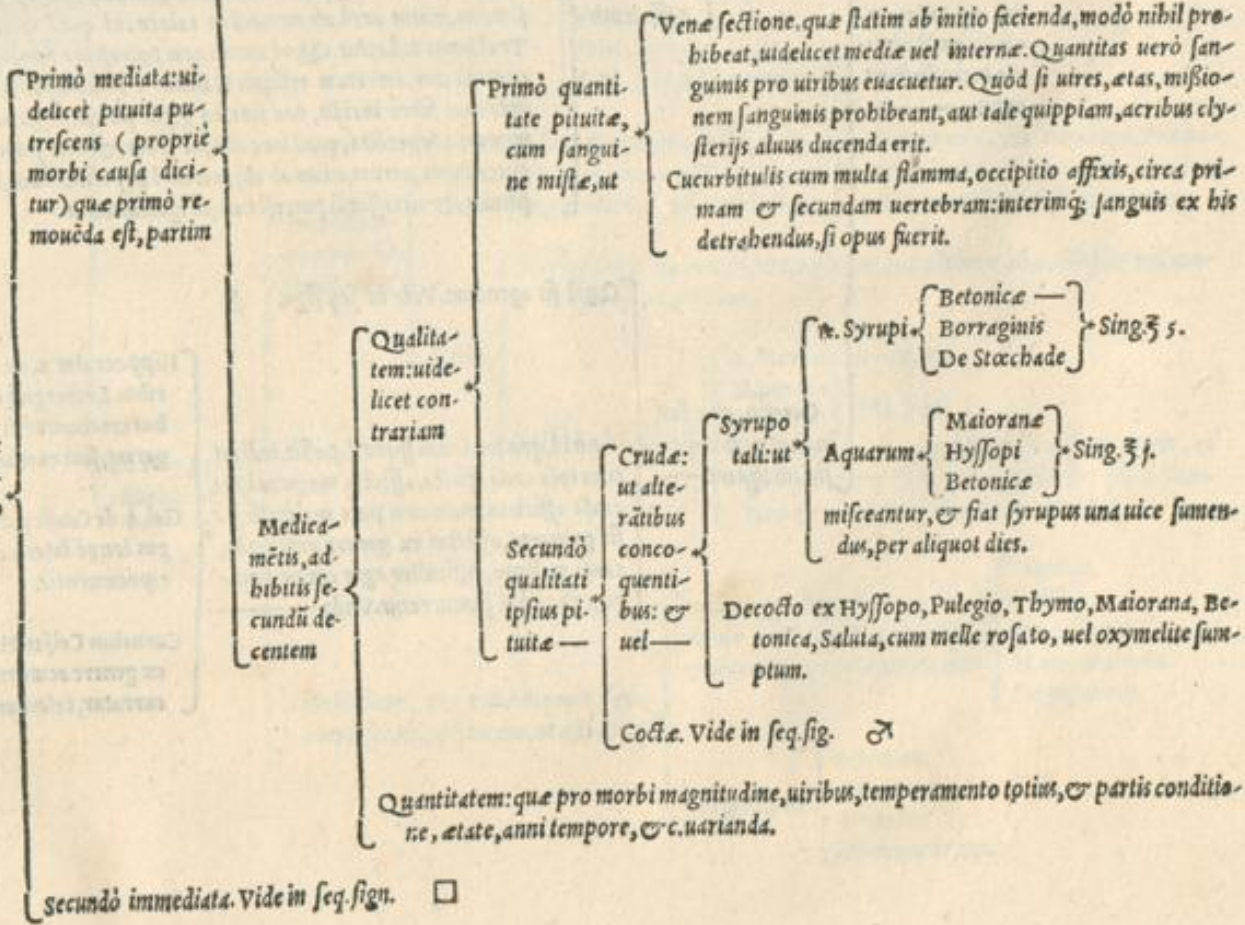 Primò mediata:ui-
delicet pituita pu-
treſcens (propriè
morbi cauſa dici-
tur) quæ primò re-
mouẽda eſt, partim
Medica-
mẽtis, ad-
hibitis ſe-
cundũ de-
centem
Qualita-
tem:uide-
licet con-
trariam
Primò quanti-
tate pituitæ,
cum ſangui-
ne miſtæ, ut
Venæ ſectione. quæ ſtatim ab initio facienda, modò nihil pro-
hibeat, uidelicet mediæ uel internæ. Quantitas uerò ſan-
guinis pro uiribus euacuetur. Quòd ſi uires, ætas, mißio-
nem ſanguinis prohibeant, aut tale quippiam, acribus cly-
ſterijs aluus ducenda erit.
Cucurbitulis cum multa flamma, occipitio affixis, circa pri-
mam & ſecundam uertebram:interimq́; ſanguis ex his
detrahendus, ſi opus fuerit.
Secundò
qualitati
ipſius pi-
tuitæ —
Crudæ:
ut alte-
rãtibus
conco-
quenti-
bus: &
uel —
Syrupo
tali:ut
℞. Syrupi
Betonicæ —
Borraginis
De Stœchade
Sing.℥ s.
Aquarum
Maioranæ
Hyſſopi
Betonicæ
Sing.℥ j.
miſceantur, & fiat ſyrupus una uice ſumen-
dus, per aliquot dies.
Decocto ex Hyſſopo, Pulegio, Thymo, Maiorana, Be-
tonica, Saluia, cum melle roſato, uel oxymelite ſum-
ptum.
Coctæ. Vide in ſeq. ſig. ♂
Quantitatem: quæ pro morbi magnitudine, uiribus, temperamento totius, & partis conditio-
ne, ætate, anni tempore, & c. uarianda.
Secundò immediata. Vide in ſeq. ſign. □